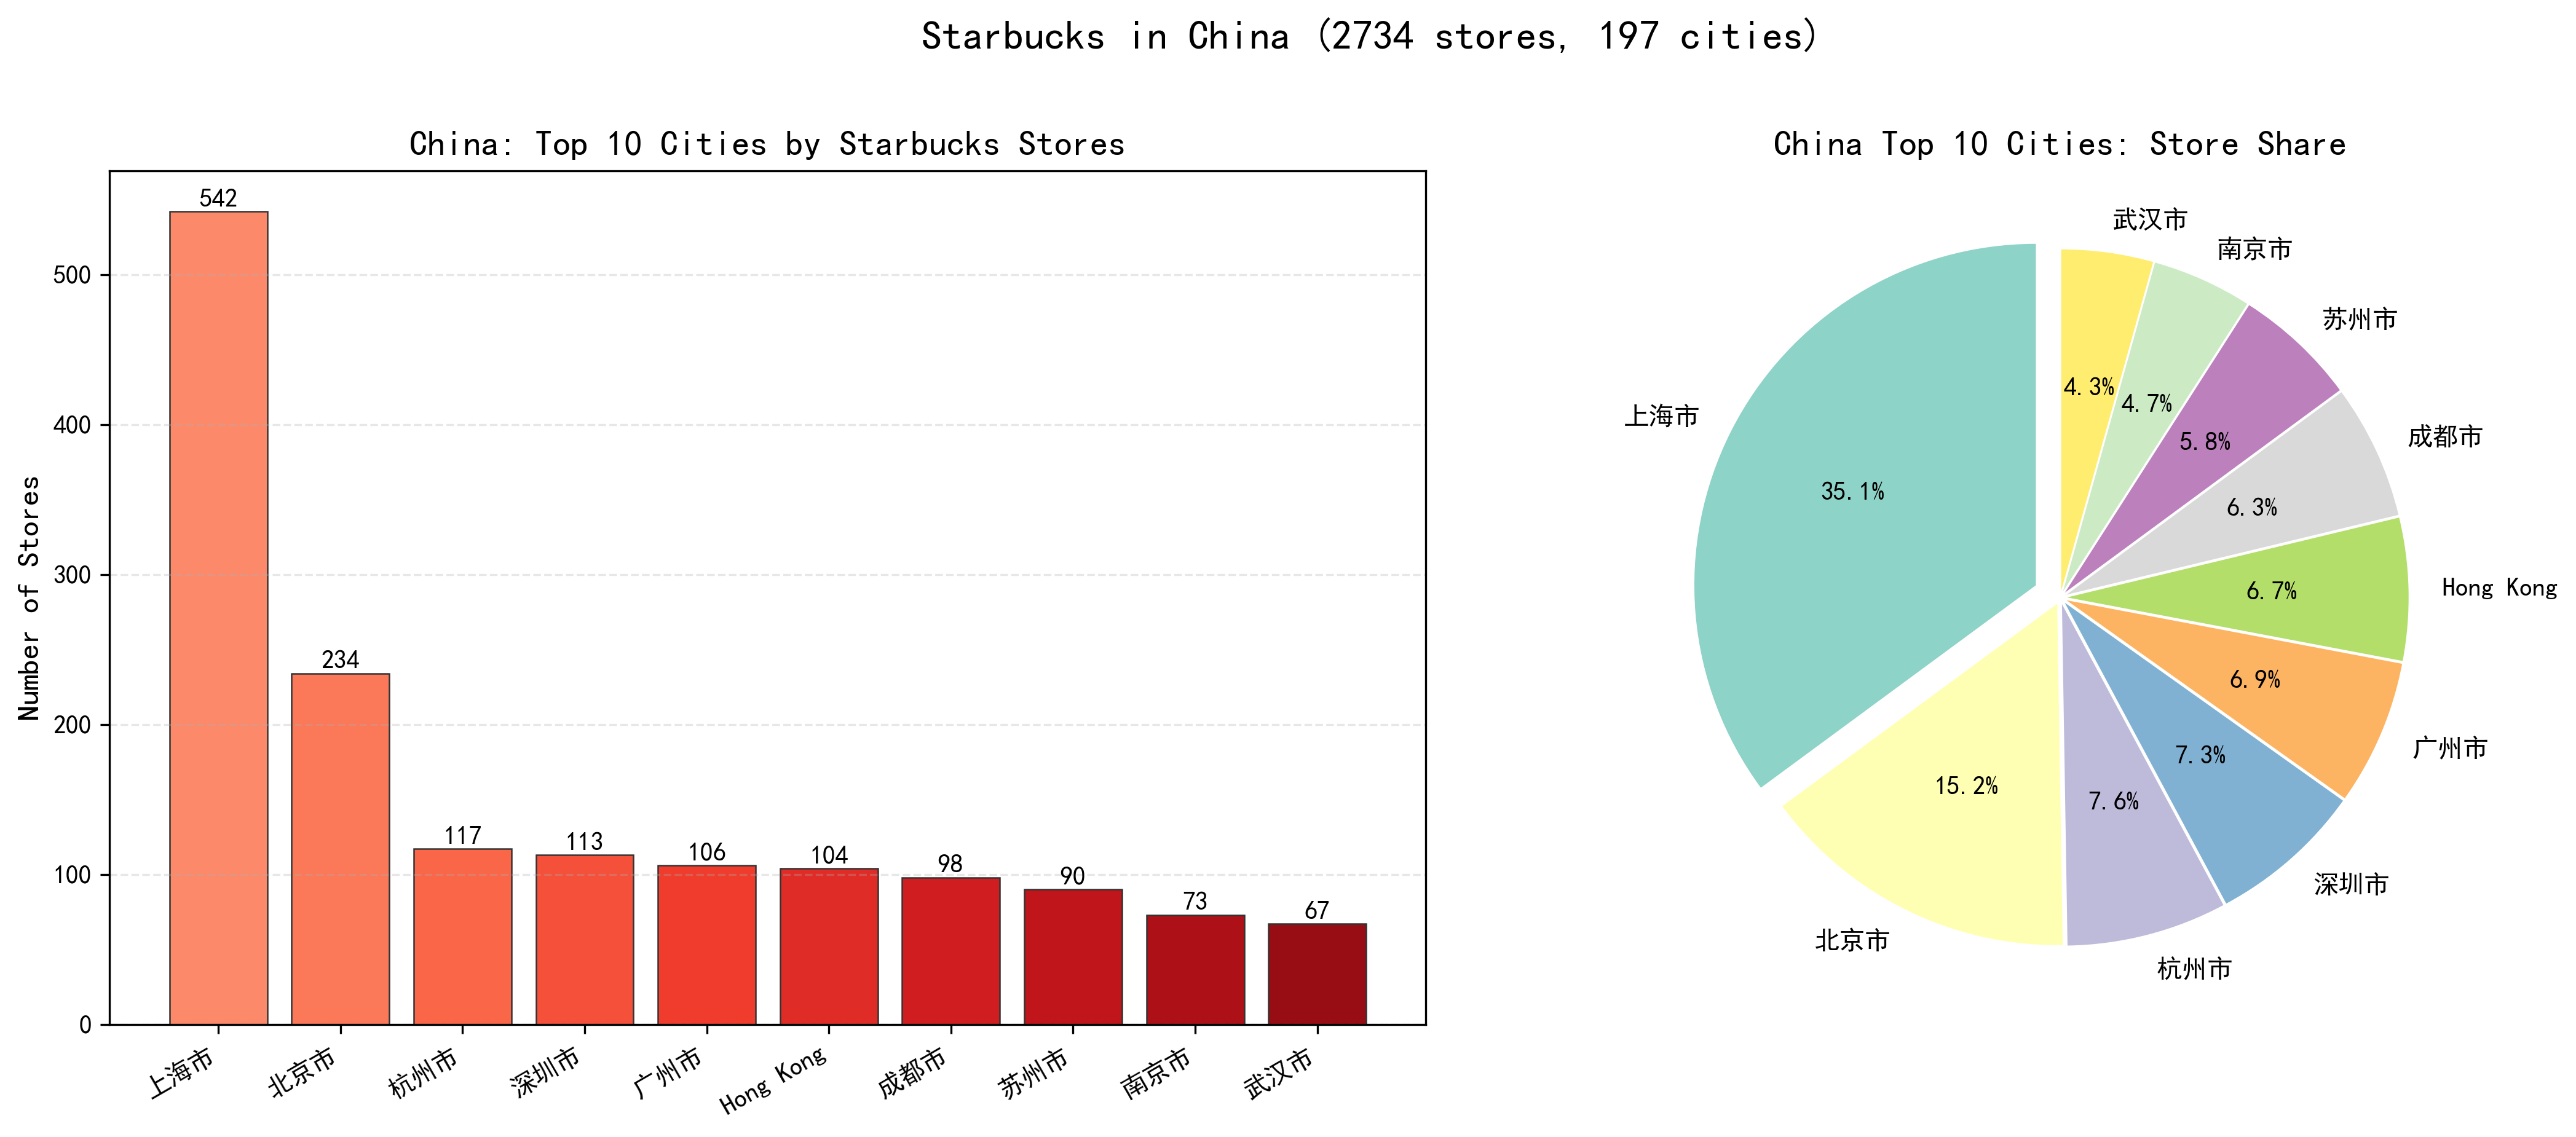 Starbucks in China (2734 stores, 197 cities)
China: Top 10 Cities by Starbucks Stores
Number of Stores
500
400
300
200
100
0
542
234
117
113
106
104
98
90
73
67
上海市
北京市
杭州市
深圳市
广州市
Hong Kong
成都市
苏州市
南京市
武汉市
China Top 10 Cities: Store Share
武汉市
南京市
苏州市
成都市
Hong Kong
广州市
深圳市
杭州市
北京市
上海市
4.3%
4.7%
5.8%
6.3%
6.7%
6.9%
7.3%
7.6%
15.2%
35.1%